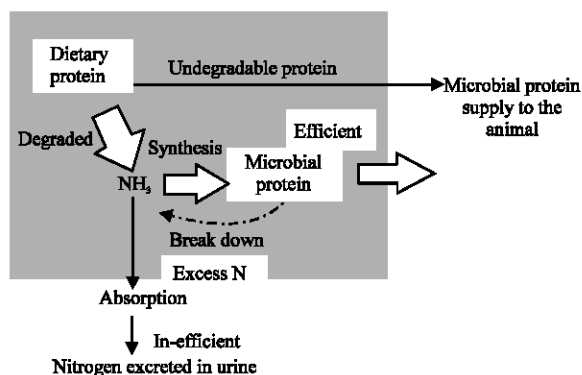 Dietary
protein
Undegradable protein
Microbial protein
supply to the
animal
Degraded
Efficient
Synthesis
Microbial
protein
NH₃
Break down
Excess N
Absorption
In-efficient
Nitrogen excreted in urine